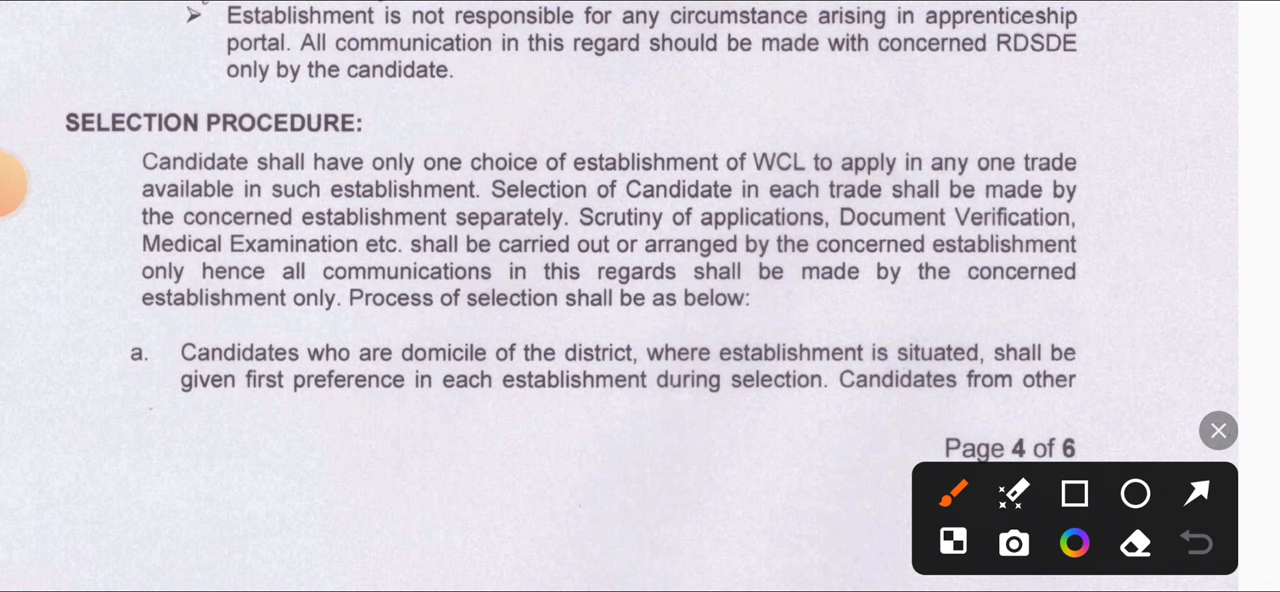 ➤ Establishment is not responsible for any circumstance arising in apprenticeship
portal. All communication in this regard should be made with concerned RDSDE
only by the candidate.
SELECTION PROCEDURE:
Candidate shall have only one choice of establishment of WCL to apply in any one trade
available in such establishment. Selection of Candidate in each trade shall be made by
the concerned establishment separately. Scrutiny of applications, Document Verification,
Medical Examination etc. shall be carried out or arranged by the concerned establishment
only hence all communications in this regards shall be made by the concerned
establishment only. Process of selection shall be as below:
a. Candidates who are domicile of the district, where establishment is situated, shall be
given first preference in each establishment during selection. Candidates from other
Page 4 of 6